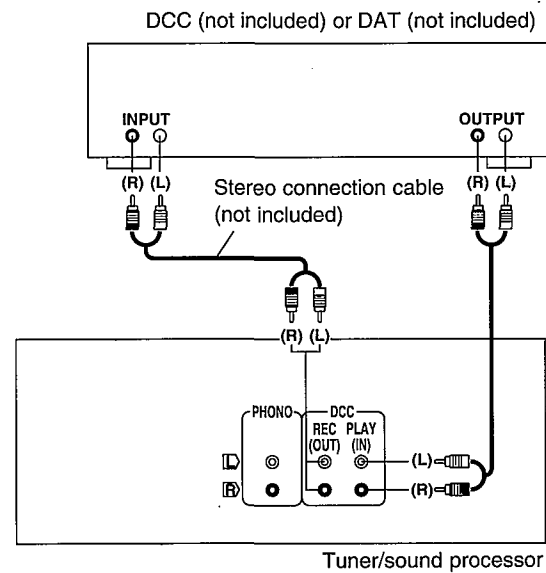 DCC (not included) or DAT (not included)
INPUT
OUTPUT
(R) (L)
(R) (L)
Stereo connection cable
(not included)
(R) (L)
PHONO
DCC
REC PLAY
(OUT) (IN)
L
(L)
R
(R)
Tuner/sound processor